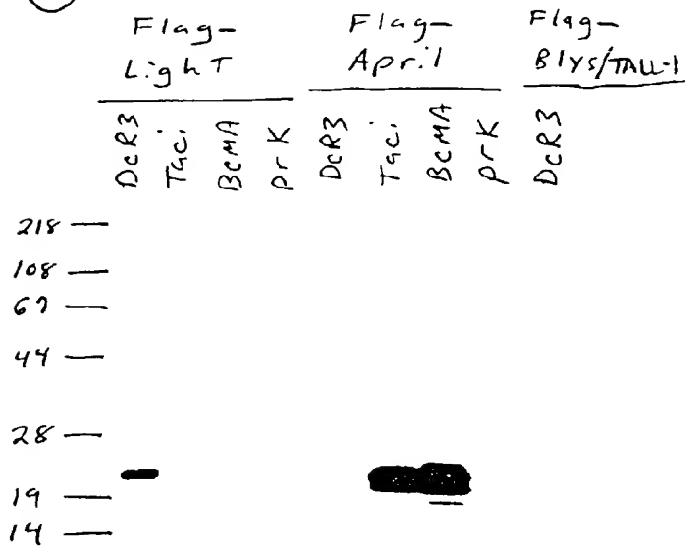 Flag- Flag- Flag-
LighT April Blys/TALL-1
DcR3 Taci BcMA prK DcR3 Taci BcMA prK DcR3
218
108
67
44
28
19
14